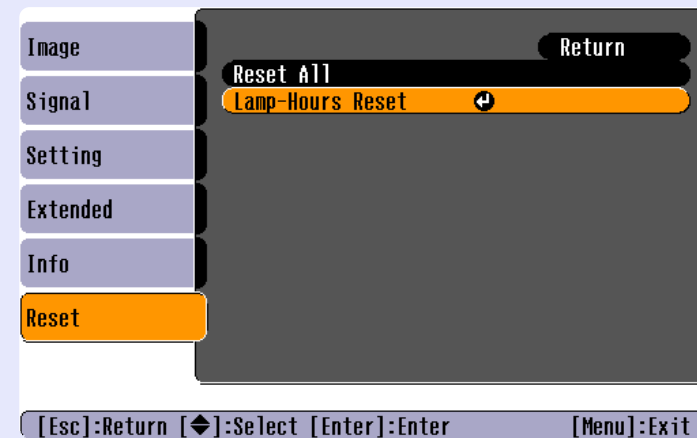 Image
Signal
Setting
Extended
Info
Reset
Return
Reset All
Lamp-Hours Reset
[Esc]:Return [◆]:Select [Enter]:Enter [Menu]:Exit